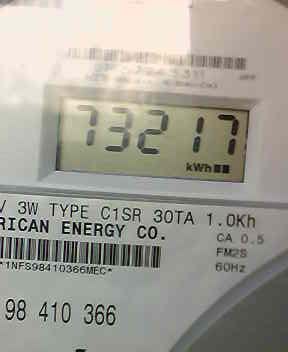 73217
kWh
V 3W TYPE C1SR 30TA 1.0Kh
RICAN ENERGY CO.
CA 0.5
FM2S
60Hz
*1NFS98410366MEC*
98 410 366